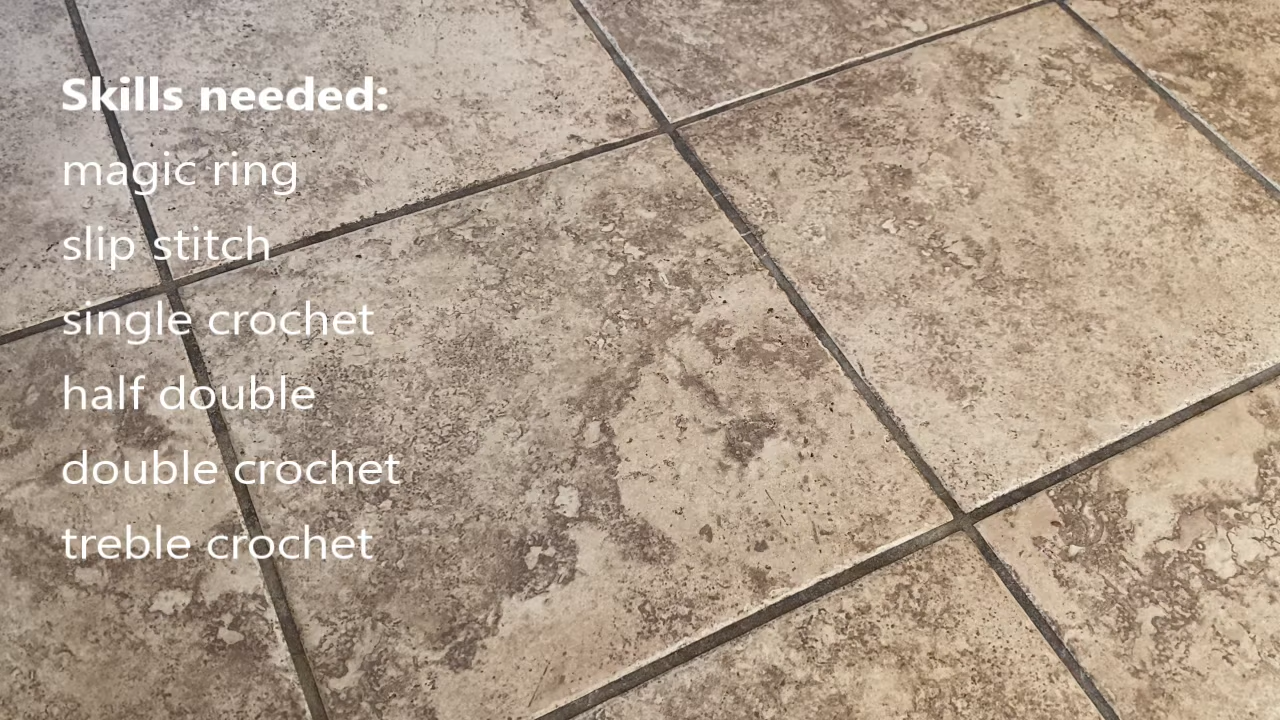 Skills needed:
magic ring
slip stitch
single crochet
half double
double crochet
treble crochet